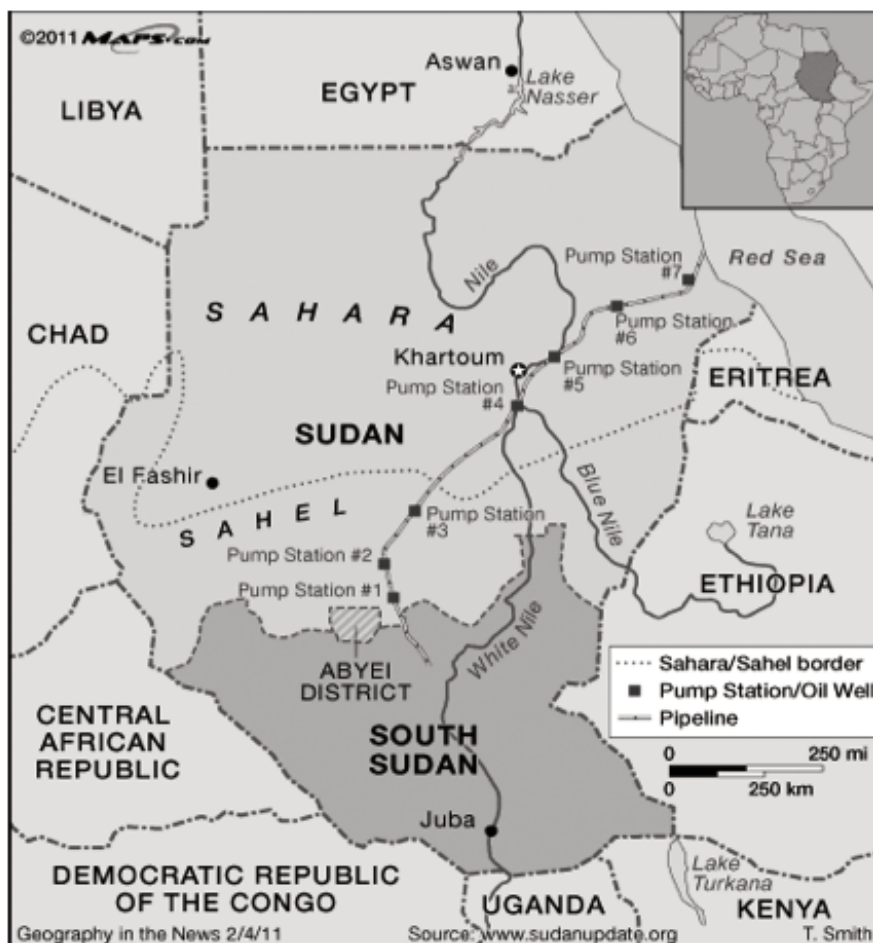 ©2011 MAPS.COM
Aswan
Lake
Nasser
EGYPT
LIBYA
Nile
Pump Station
#7
Red Sea
SAHARA
Pump Station
#6
CHAD
Khartoum
Pump Station
#5
Pump Station
#4
ERITREA
SUDAN
El Fashir
Blue Nile
SAHEL
Pump Station
#3
Lake
Tana
Pump Station #2
ETHIOPIA
Pump Station #1
White Nile
ABYEI
DISTRICT
Sahara/Sahel border
Pump Station/Oil Well
Pipeline
0 250 mi
0 250 km
CENTRAL
AFRICAN
REPUBLIC
SOUTH
SUDAN
Juba
DEMOCRATIC REPUBLIC
OF THE CONGO
Lake
Turkana
UGANDA
KENYA
Geography in the News 2/4/11
Source: www.sudanupdate.org
T. Smith